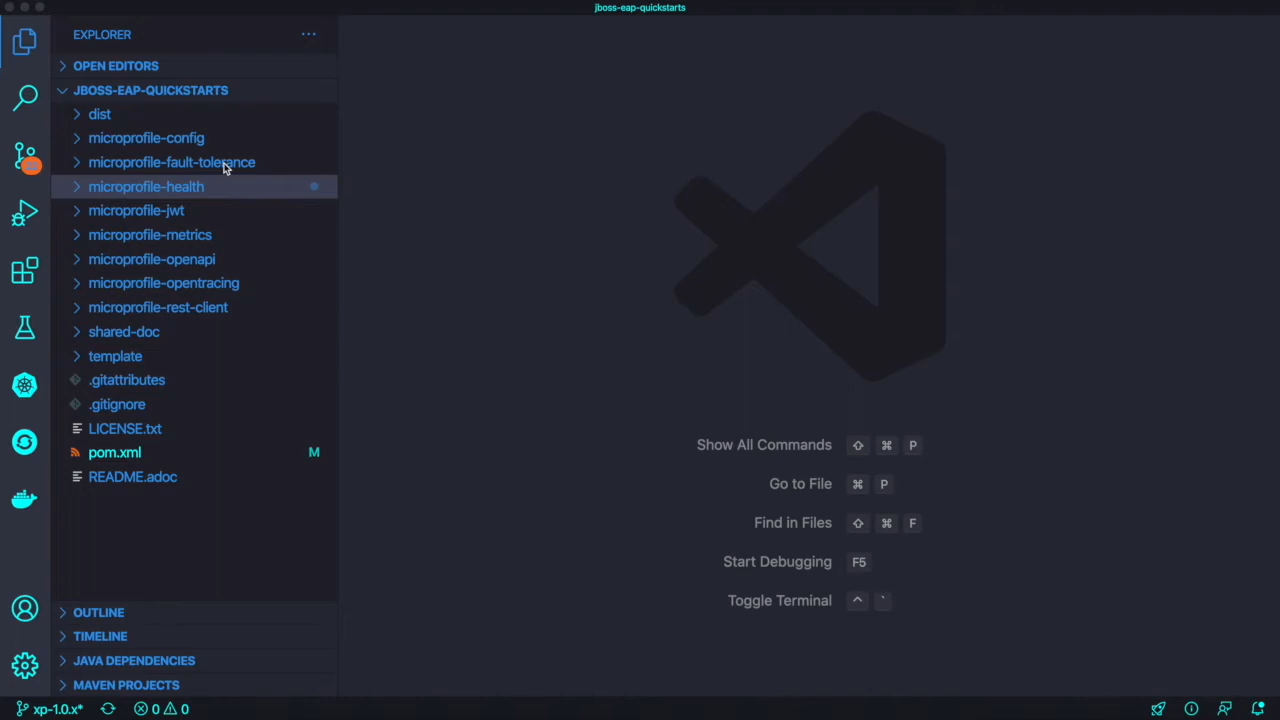 jboss-eap-quickstarts
EXPLORER
OPEN EDITORS
JBOSS-EAP-QUICKSTARTS
dist
microprofile-config
microprofile-fault-tolerance
microprofile-health
microprofile-jwt
microprofile-metrics
microprofile-openapi
microprofile-opentracing
microprofile-rest-client
shared-doc
template
.gitattributes
.gitignore
LICENSE.txt
pom.xml M
README.adoc
OUTLINE
TIMELINE
JAVA DEPENDENCIES
MAVEN PROJECTS
Show All Commands ⇧ ⌘ P
Go to File ⌘ P
Find in Files ⇧ ⌘ F
Start Debugging F5
Toggle Terminal ^ `
xp-1.0.x* 0 0